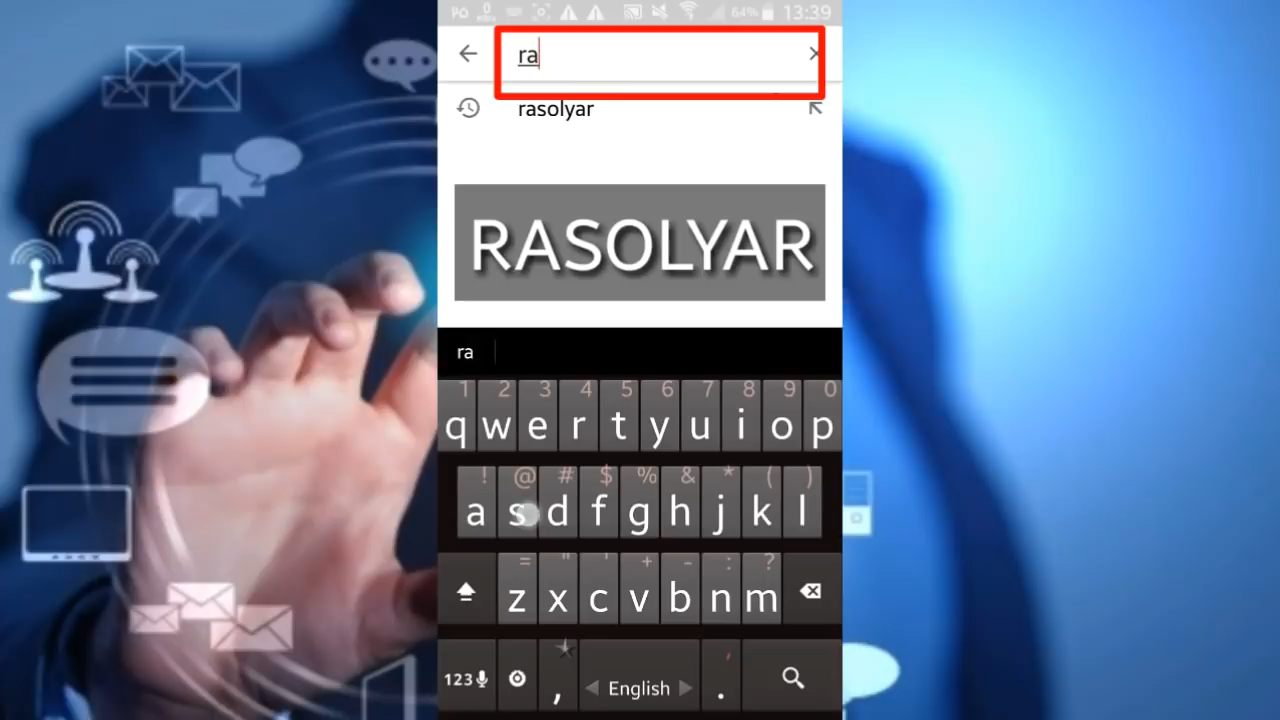 64% 13:39
ra
rasolyar
RASOLYAR
ra
1 2 3 4 5 6 7 8 9 0
q w e r t y u i o p
! @ # $ % & * ( )
a s d f g h j k l
= " ' + - : ?
z x c v b n m
123 , English .